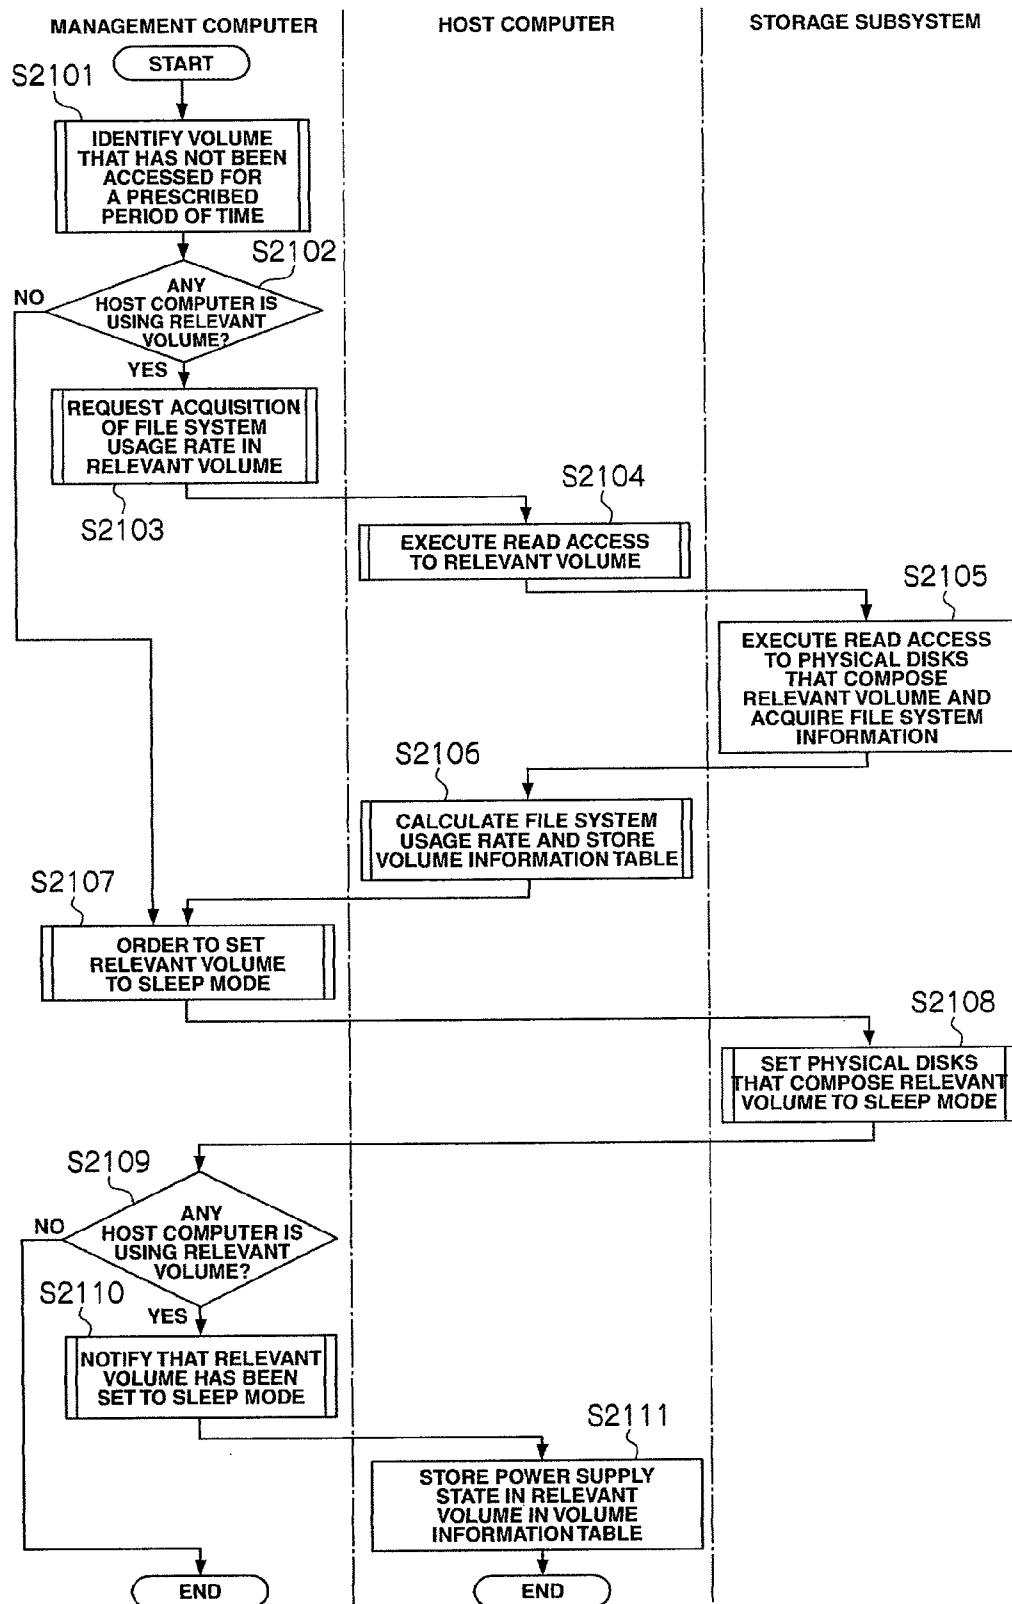 MANAGEMENT COMPUTER
HOST COMPUTER
STORAGE SUBSYSTEM
START
S2101
IDENTIFY VOLUME
THAT HAS NOT BEEN
ACCESSED FOR
A PRESCRIBED
PERIOD OF TIME
S2102
NO
ANY
HOST COMPUTER IS
USING RELEVANT
VOLUME?
YES
REQUEST ACQUISITION
OF FILE SYSTEM
USAGE RATE IN
RELEVANT VOLUME
S2103
S2104
EXECUTE READ ACCESS
TO RELEVANT VOLUME
S2105
EXECUTE READ ACCESS
TO PHYSICAL DISKS
THAT COMPOSE
RELEVANT VOLUME AND
ACQUIRE FILE SYSTEM
INFORMATION
S2106
CALCULATE FILE SYSTEM
USAGE RATE AND STORE
VOLUME INFORMATION TABLE
S2107
ORDER TO SET
RELEVANT VOLUME
TO SLEEP MODE
S2108
SET PHYSICAL DISKS
THAT COMPOSE RELEVANT
VOLUME TO SLEEP MODE
S2109
NO
ANY
HOST COMPUTER IS
USING RELEVANT
VOLUME?
YES
S2110
NOTIFY THAT RELEVANT
VOLUME HAS BEEN
SET TO SLEEP MODE
S2111
STORE POWER SUPPLY
STATE IN RELEVANT
VOLUME IN VOLUME
INFORMATION TABLE
END
END